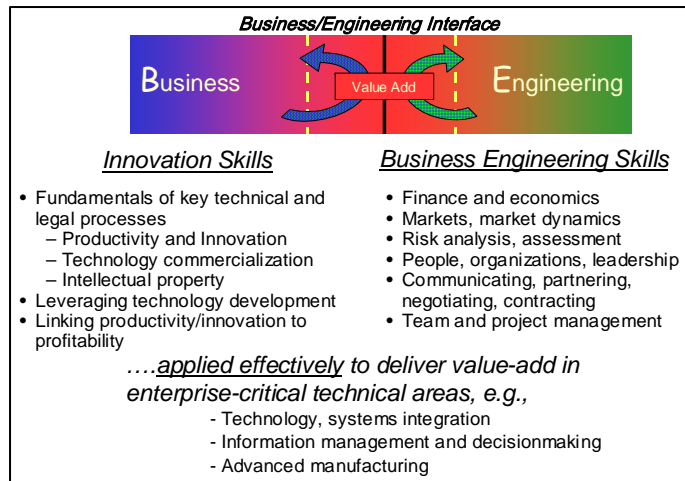 Business/Engineering Interface
Business
Value Add
Engineering
Innovation Skills
• Fundamentals of key technical and
legal processes
– Productivity and Innovation
– Technology commercialization
– Intellectual property
• Leveraging technology development
• Linking productivity/innovation to
profitability
Business Engineering Skills
• Finance and economics
• Markets, market dynamics
• Risk analysis, assessment
• People, organizations, leadership
• Communicating, partnering,
negotiating, contracting
• Team and project management
….applied effectively to deliver value-add in
enterprise-critical technical areas, e.g.,
- Technology, systems integration
- Information management and decisionmaking
- Advanced manufacturing